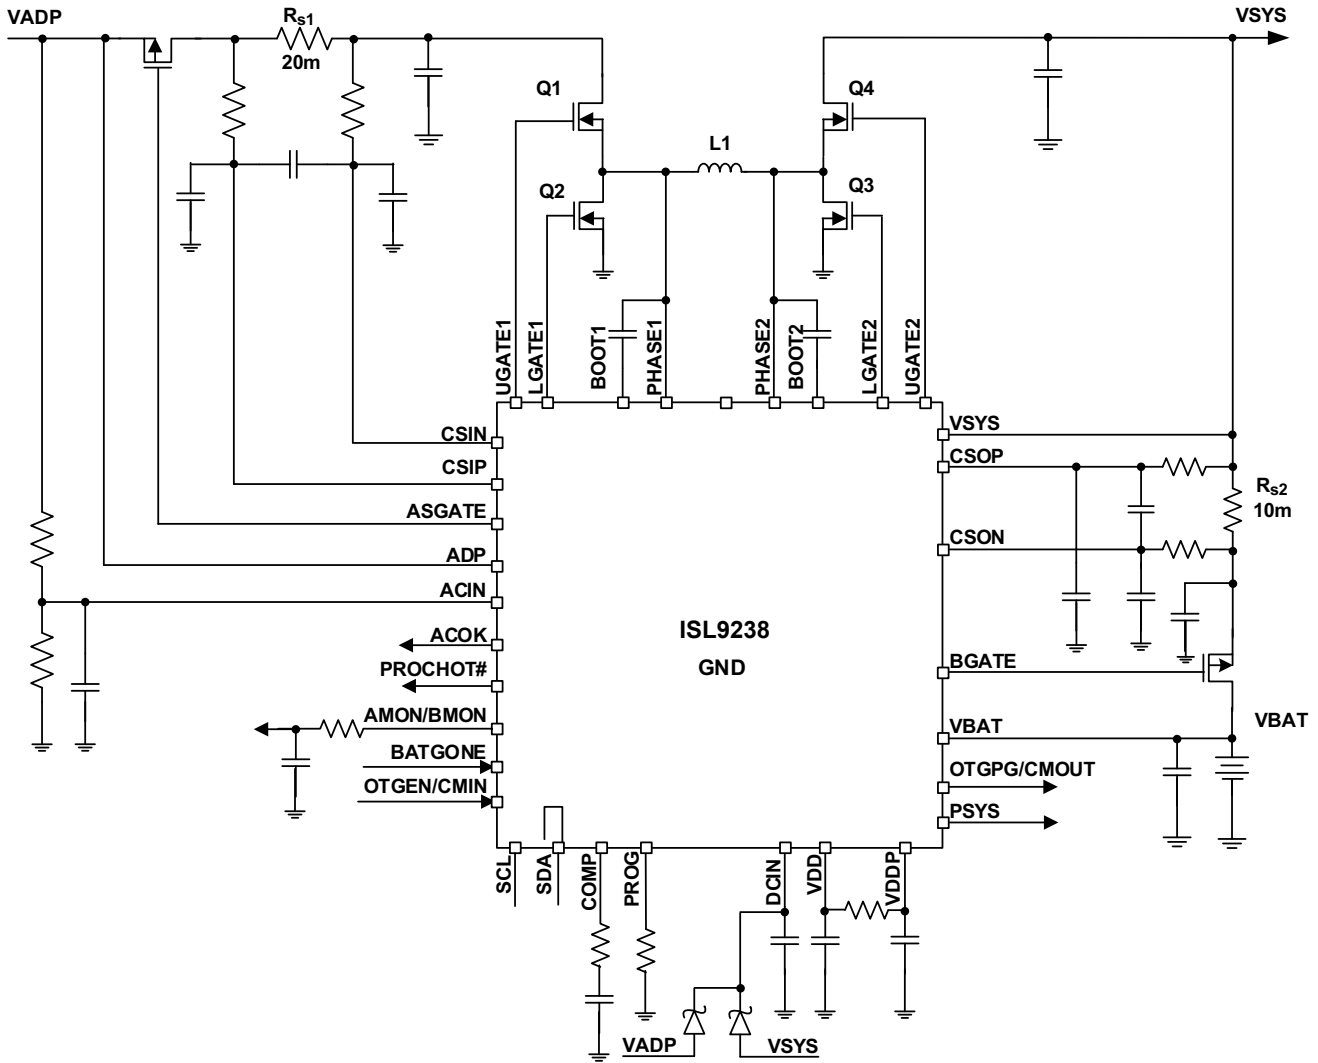 VADP
Rs1
20m
VSYS
Q1
Q4
L1
Q2
Q3
UGATE1
LGATE1
BOOT1
PHASE1
PHASE2
BOOT2
LGATE2
UGATE2
CSIN
CSIP
ASGATE
ADP
ACIN
ACOK
PROCHOT#
AMON/BMON
BATGONE
OTGEN/CMIN
ISL9238
GND
VSYS
CSOP
Rs2
10m
CSON
BGATE
VBAT
VBAT
OTGPG/CMOUT
PSYS
SCL
SDA
COMP
PROG
DCIN
VDD
VDDP
VADP
VSYS